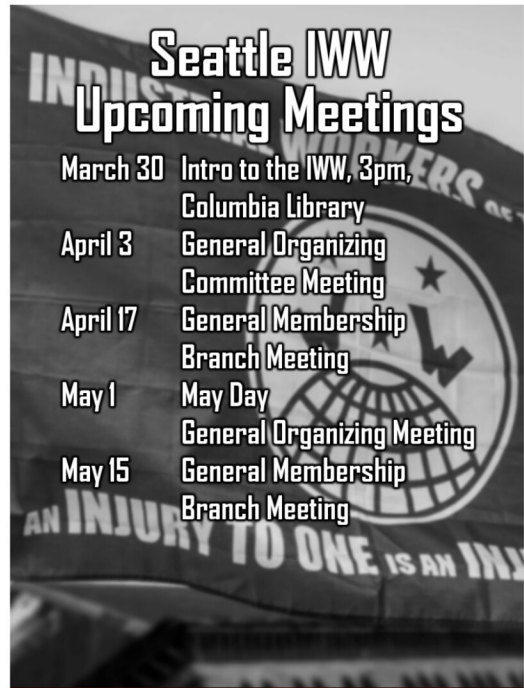 Seattle IWW
Upcoming Meetings
March 30 Intro to the IWW, 3pm,
Columbia Library
April 3 General Organizing
Committee Meeting
April 17 General Membership
Branch Meeting
May 1 May Day
General Organizing Meeting
May 15 General Membership
Branch Meeting
WORKERS
I W W
AN INJURY TO ONE IS AN